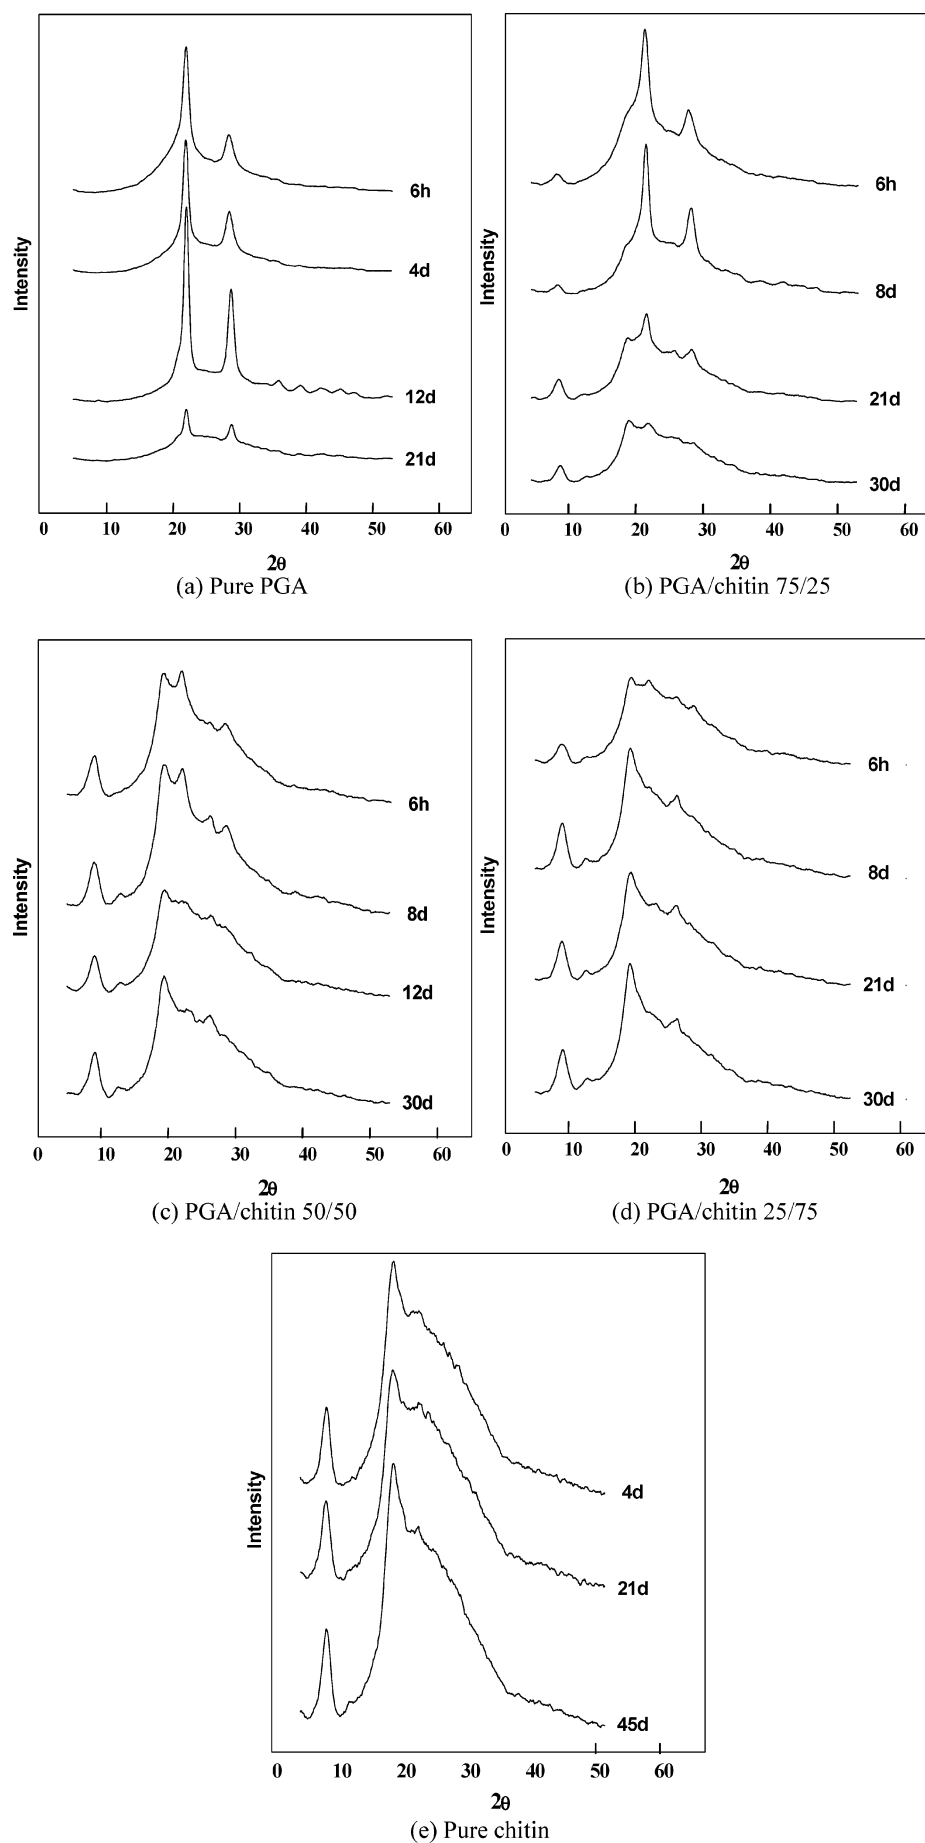 Intensity
6h
4d
12d
21d
0 10 20 30 40 50 60
2θ
(a) Pure PGA
Intensity
6h
8d
21d
30d
0 10 20 30 40 50 60
2θ
(b) PGA/chitin 75/25
Intensity
6h
8d
12d
30d
0 10 20 30 40 50 60
2θ
(c) PGA/chitin 50/50
Intensity
6h
8d
21d
30d
0 10 20 30 40 50 60
2θ
(d) PGA/chitin 25/75
Intensity
4d
21d
45d
0 10 20 30 40 50 60
2θ
(e) Pure chitin